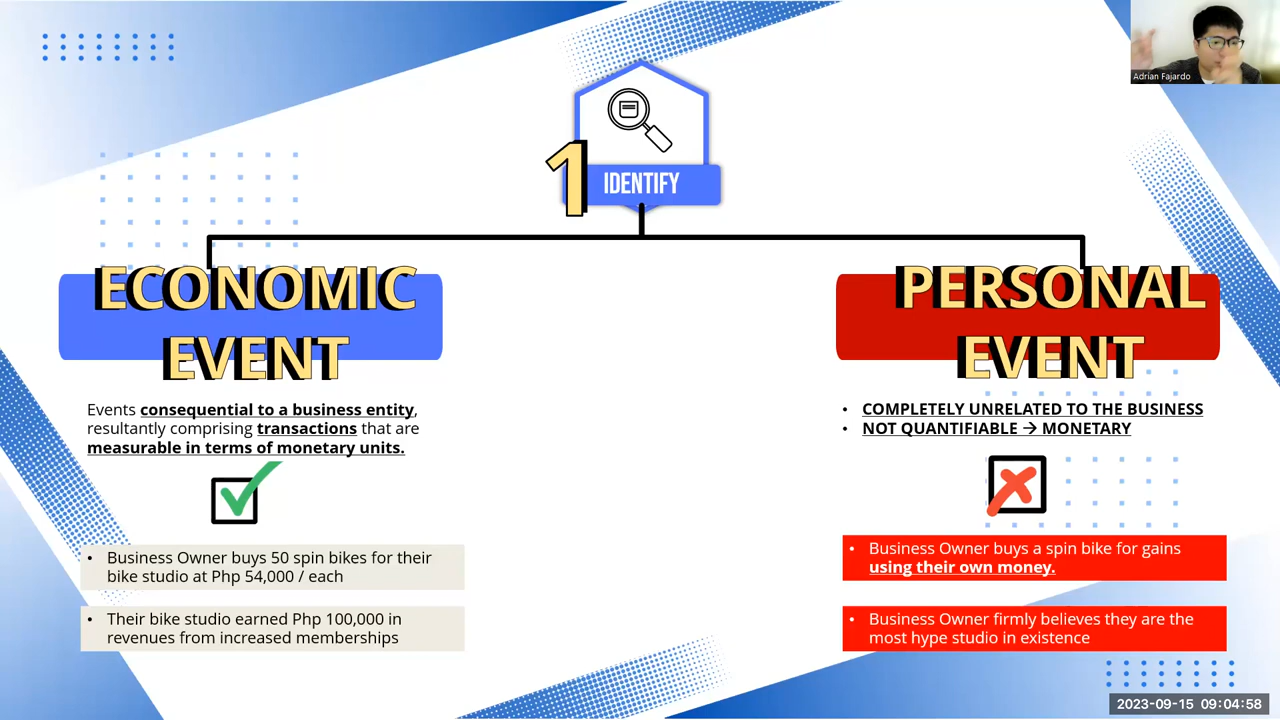 Adrian Fajardo
1
IDENTIFY
ECONOMIC
EVENT
Events consequential to a business entity,
resultantly comprising transactions that are
measurable in terms of monetary units.
• Business Owner buys 50 spin bikes for their
bike studio at Php 54,000 / each
• Their bike studio earned Php 100,000 in
revenues from increased memberships
PERSONAL
EVENT
• COMPLETELY UNRELATED TO THE BUSINESS
• NOT QUANTIFIABLE → MONETARY
• Business Owner buys a spin bike for gains
using their own money.
• Business Owner firmly believes they are the
most hype studio in existence
2023-09-15 09:04:58